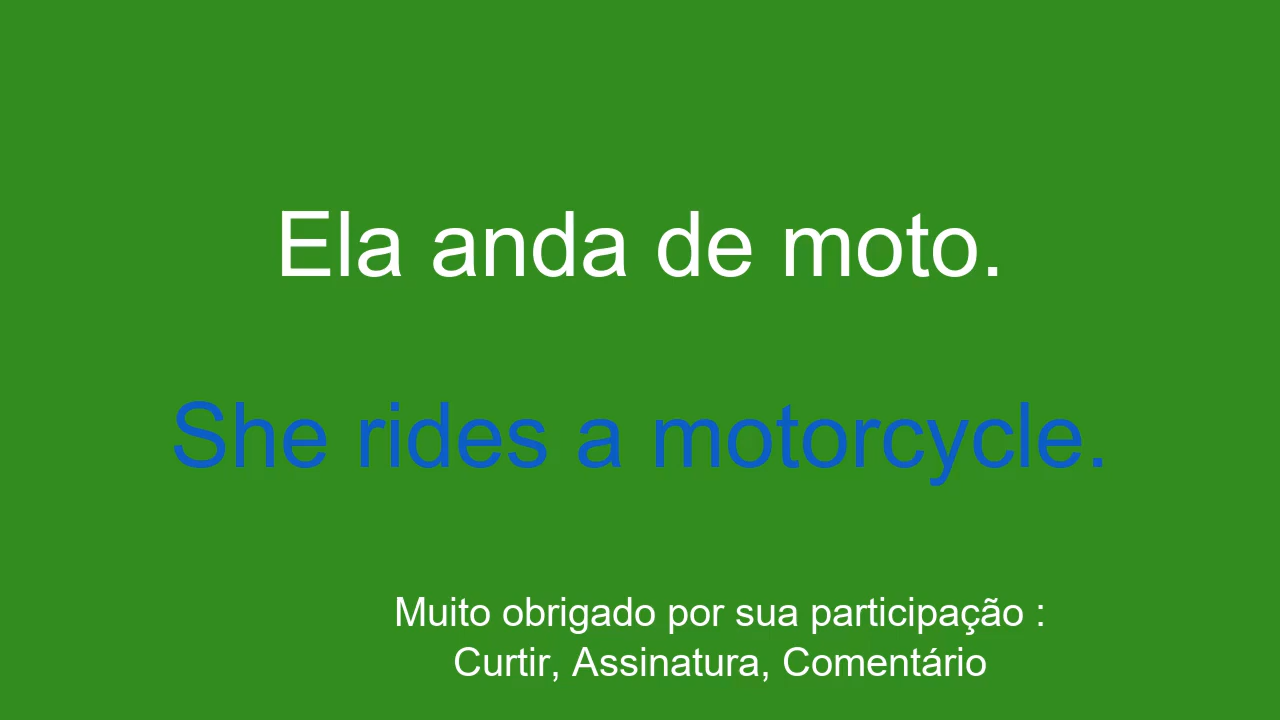 Ela anda de moto.
She rides a motorcycle.
Muito obrigado por sua participação :
Curtir, Assinatura, Comentário